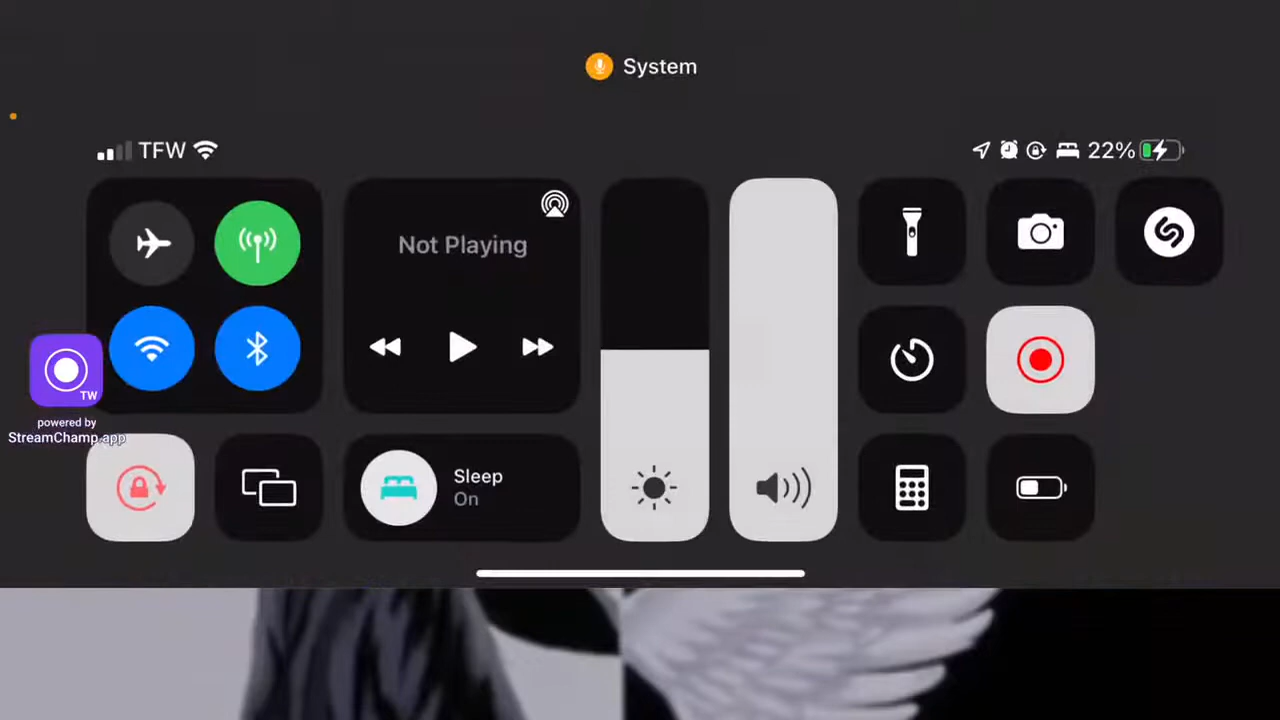 System
TFW
22%
Not Playing
TW
powered by
StreamChamp.app
Sleep
On